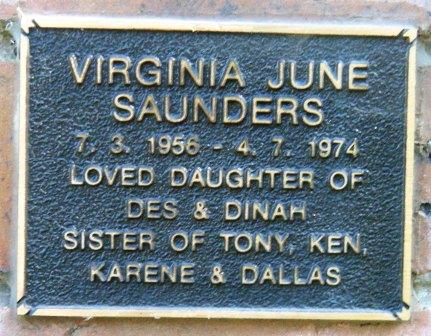 VIRGINIA JUNE
SAUNDERS
7. 3. 1956 - 4. 7. 1974
LOVED DAUGHTER OF
DES & DINAH
SISTER OF TONY, KEN,
KARENE & DALLAS